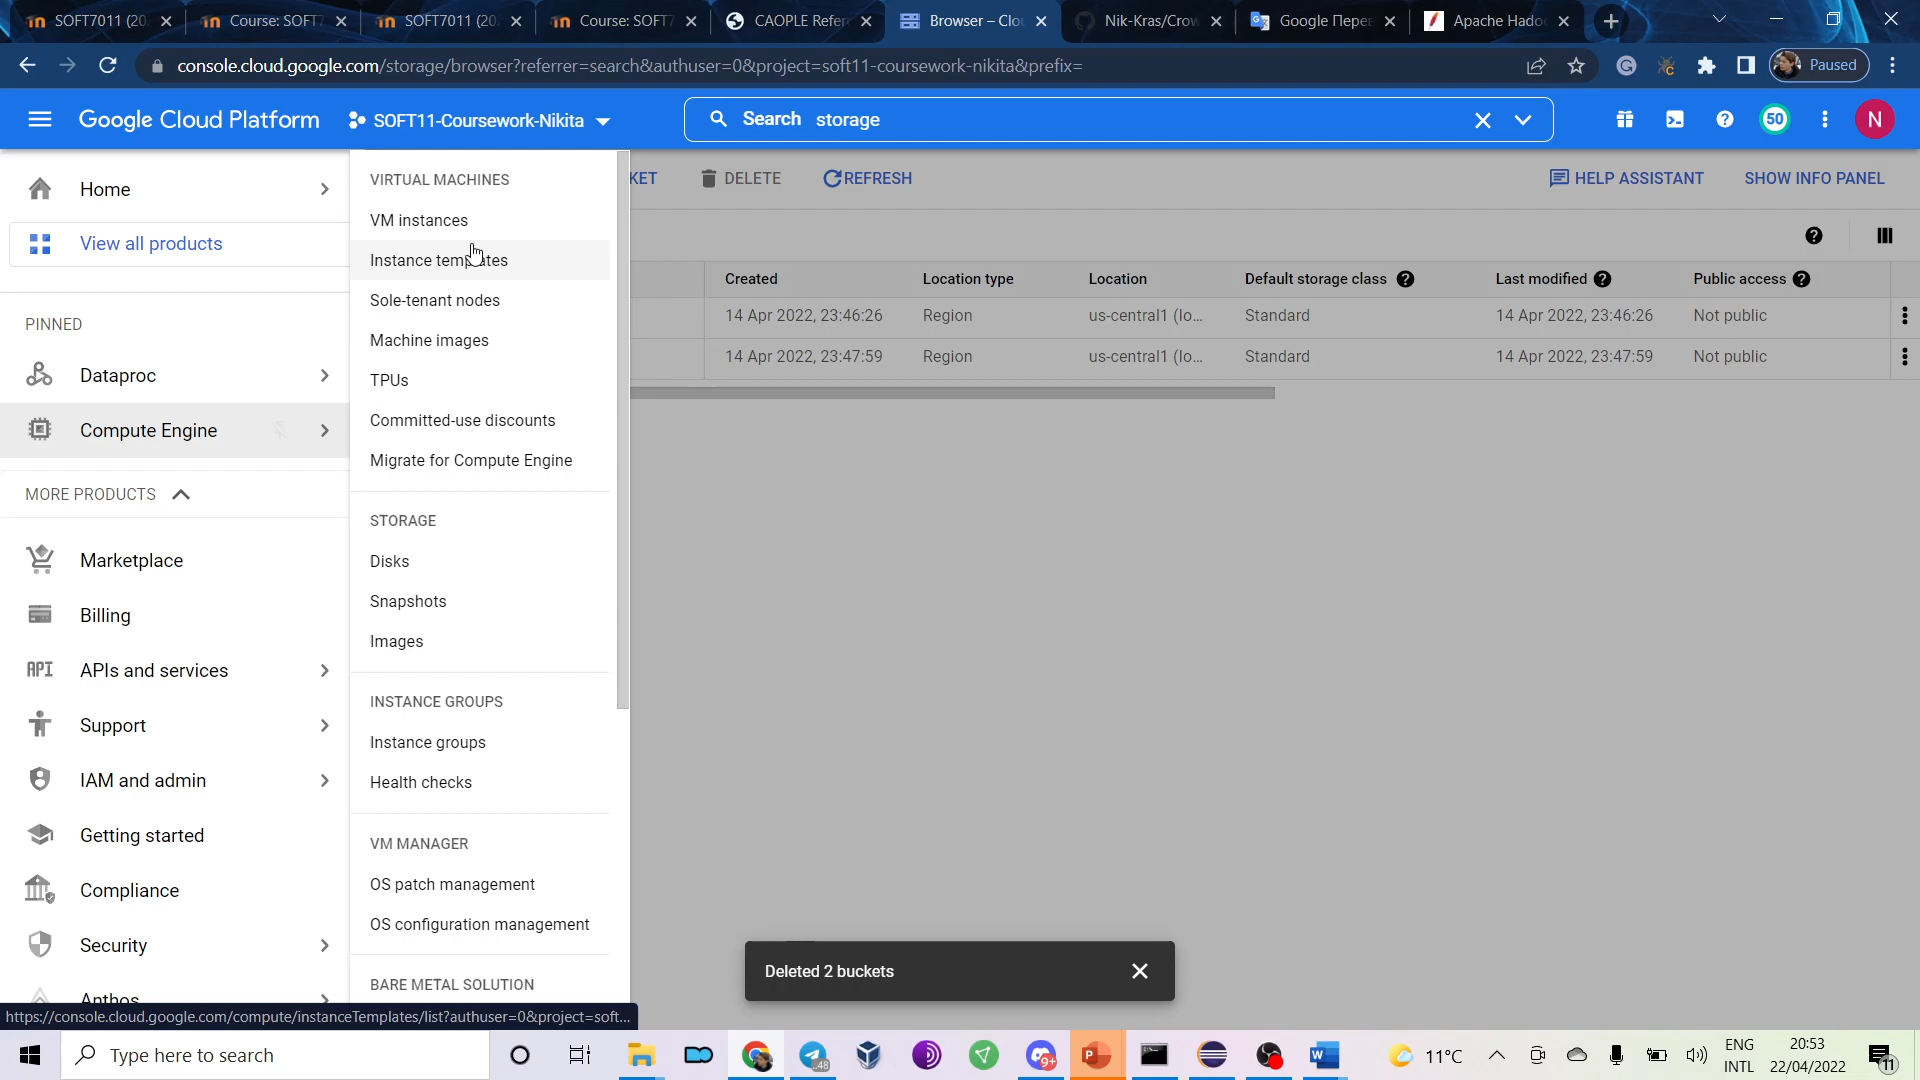 SOFT7011 (20
Course: SOFT7
SOFT7011 (20
Course: SOFT7
CAOPLE Refer
Browser – Clou
Nik-Kras/Crow
Google Пере
Apache Hado
console.cloud.google.com/storage/browser?referrer=search&authuser=0&project=soft11-coursework-nikita&prefix=
Paused
Google Cloud Platform
SOFT11-Coursework-Nikita
Search storage
50
N
Home
View all products
PINNED
Dataproc
Compute Engine
MORE PRODUCTS
Marketplace
Billing
API APIs and services
Support
IAM and admin
Getting started
Compliance
Security
Anthos
VIRTUAL MACHINES
VM instances
Instance templates
Sole-tenant nodes
Machine images
TPUs
Committed-use discounts
Migrate for Compute Engine
STORAGE
Disks
Snapshots
Images
INSTANCE GROUPS
Instance groups
Health checks
VM MANAGER
OS patch management
OS configuration management
BARE METAL SOLUTION
KET
DELETE
REFRESH
HELP ASSISTANT
SHOW INFO PANEL
Created Location type Location Default storage class Last modified Public access
14 Apr 2022, 23:46:26 Region us-central1 (Io... Standard 14 Apr 2022, 23:46:26 Not public
14 Apr 2022, 23:47:59 Region us-central1 (Io... Standard 14 Apr 2022, 23:47:59 Not public
Deleted 2 buckets
https://console.cloud.google.com/compute/instanceTemplates/list?authuser=0&project=soft...
Type here to search
48
9+
11°C
ENG
INTL
20:53
22/04/2022
11